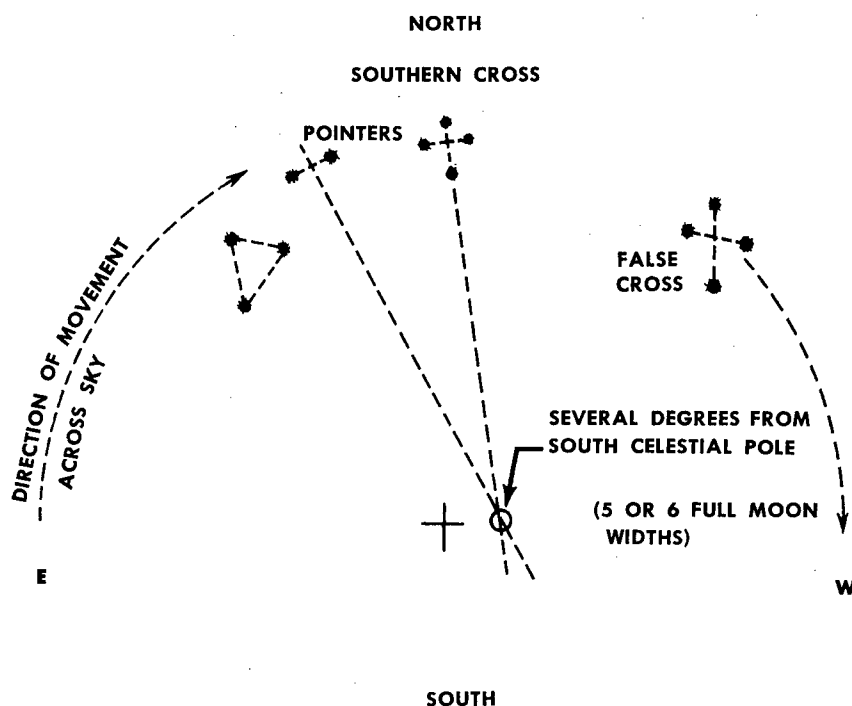 NORTH
SOUTHERN CROSS
POINTERS
DIRECTION OF MOVEMENT
ACROSS SKY
FALSE
CROSS
SEVERAL DEGREES FROM
SOUTH CELESTIAL POLE
(5 OR 6 FULL MOON
WIDTHS)
E
W
SOUTH